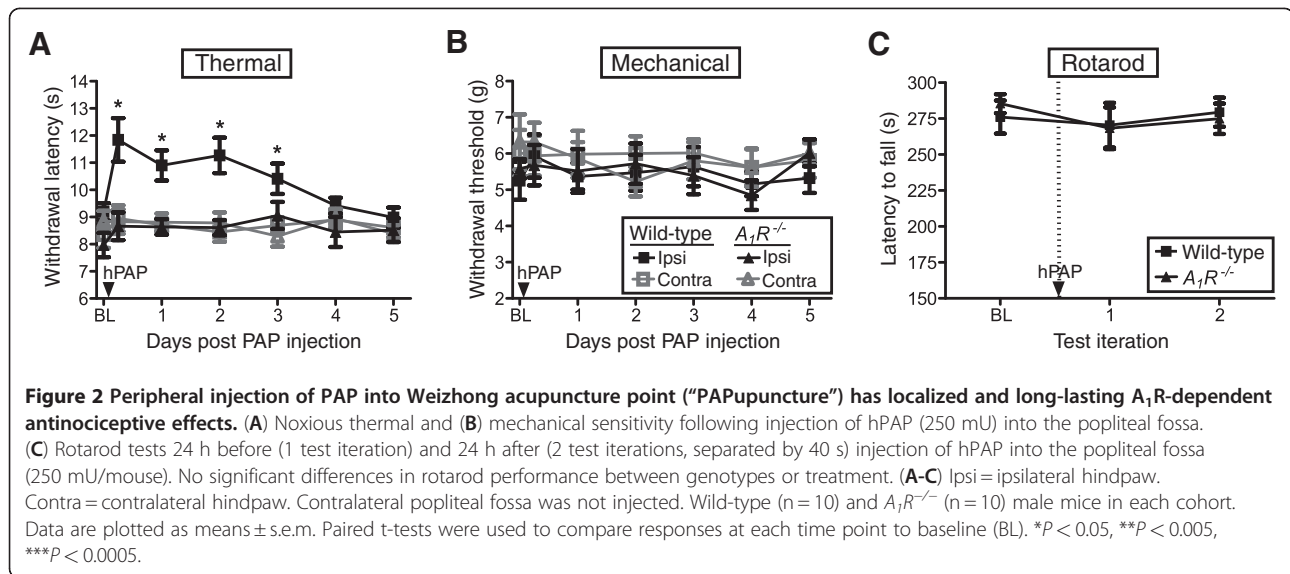 A
Thermal
Withdrawal latency (s)
14
13
12
11
10
9
8
7
6
* * * *
hPAP
BL 1 2 3 4 5
Days post PAP injection
B
Mechanical
Withdrawal threshold (g)
8
7
6
5
4
3
2
hPAP
Wild-type A₁R⁻/⁻
Ipsi Ipsi
Contra Contra
BL 1 2 3 4 5
Days post PAP injection
C
Rotarod
Latency to fall (s)
300
275
250
225
200
175
150
hPAP
Wild-type
A₁R⁻/⁻
BL 1 2
Test iteration
Figure 2 Peripheral injection of PAP into Weizhong acupuncture point (“PAPupuncture”) has localized and long-lasting A₁R-dependent
antinociceptive effects. (A) Noxious thermal and (B) mechanical sensitivity following injection of hPAP (250 mU) into the popliteal fossa.
(C) Rotarod tests 24 h before (1 test iteration) and 24 h after (2 test iterations, separated by 40 s) injection of hPAP into the popliteal fossa
(250 mU/mouse). No significant differences in rotarod performance between genotypes or treatment. (A-C) Ipsi = ipsilateral hindpaw.
Contra = contralateral hindpaw. Contralateral popliteal fossa was not injected. Wild-type (n = 10) and A₁R⁻/⁻ (n = 10) male mice in each cohort.
Data are plotted as means ± s.e.m. Paired t-tests were used to compare responses at each time point to baseline (BL). *P < 0.05, **P < 0.005,
***P < 0.0005.